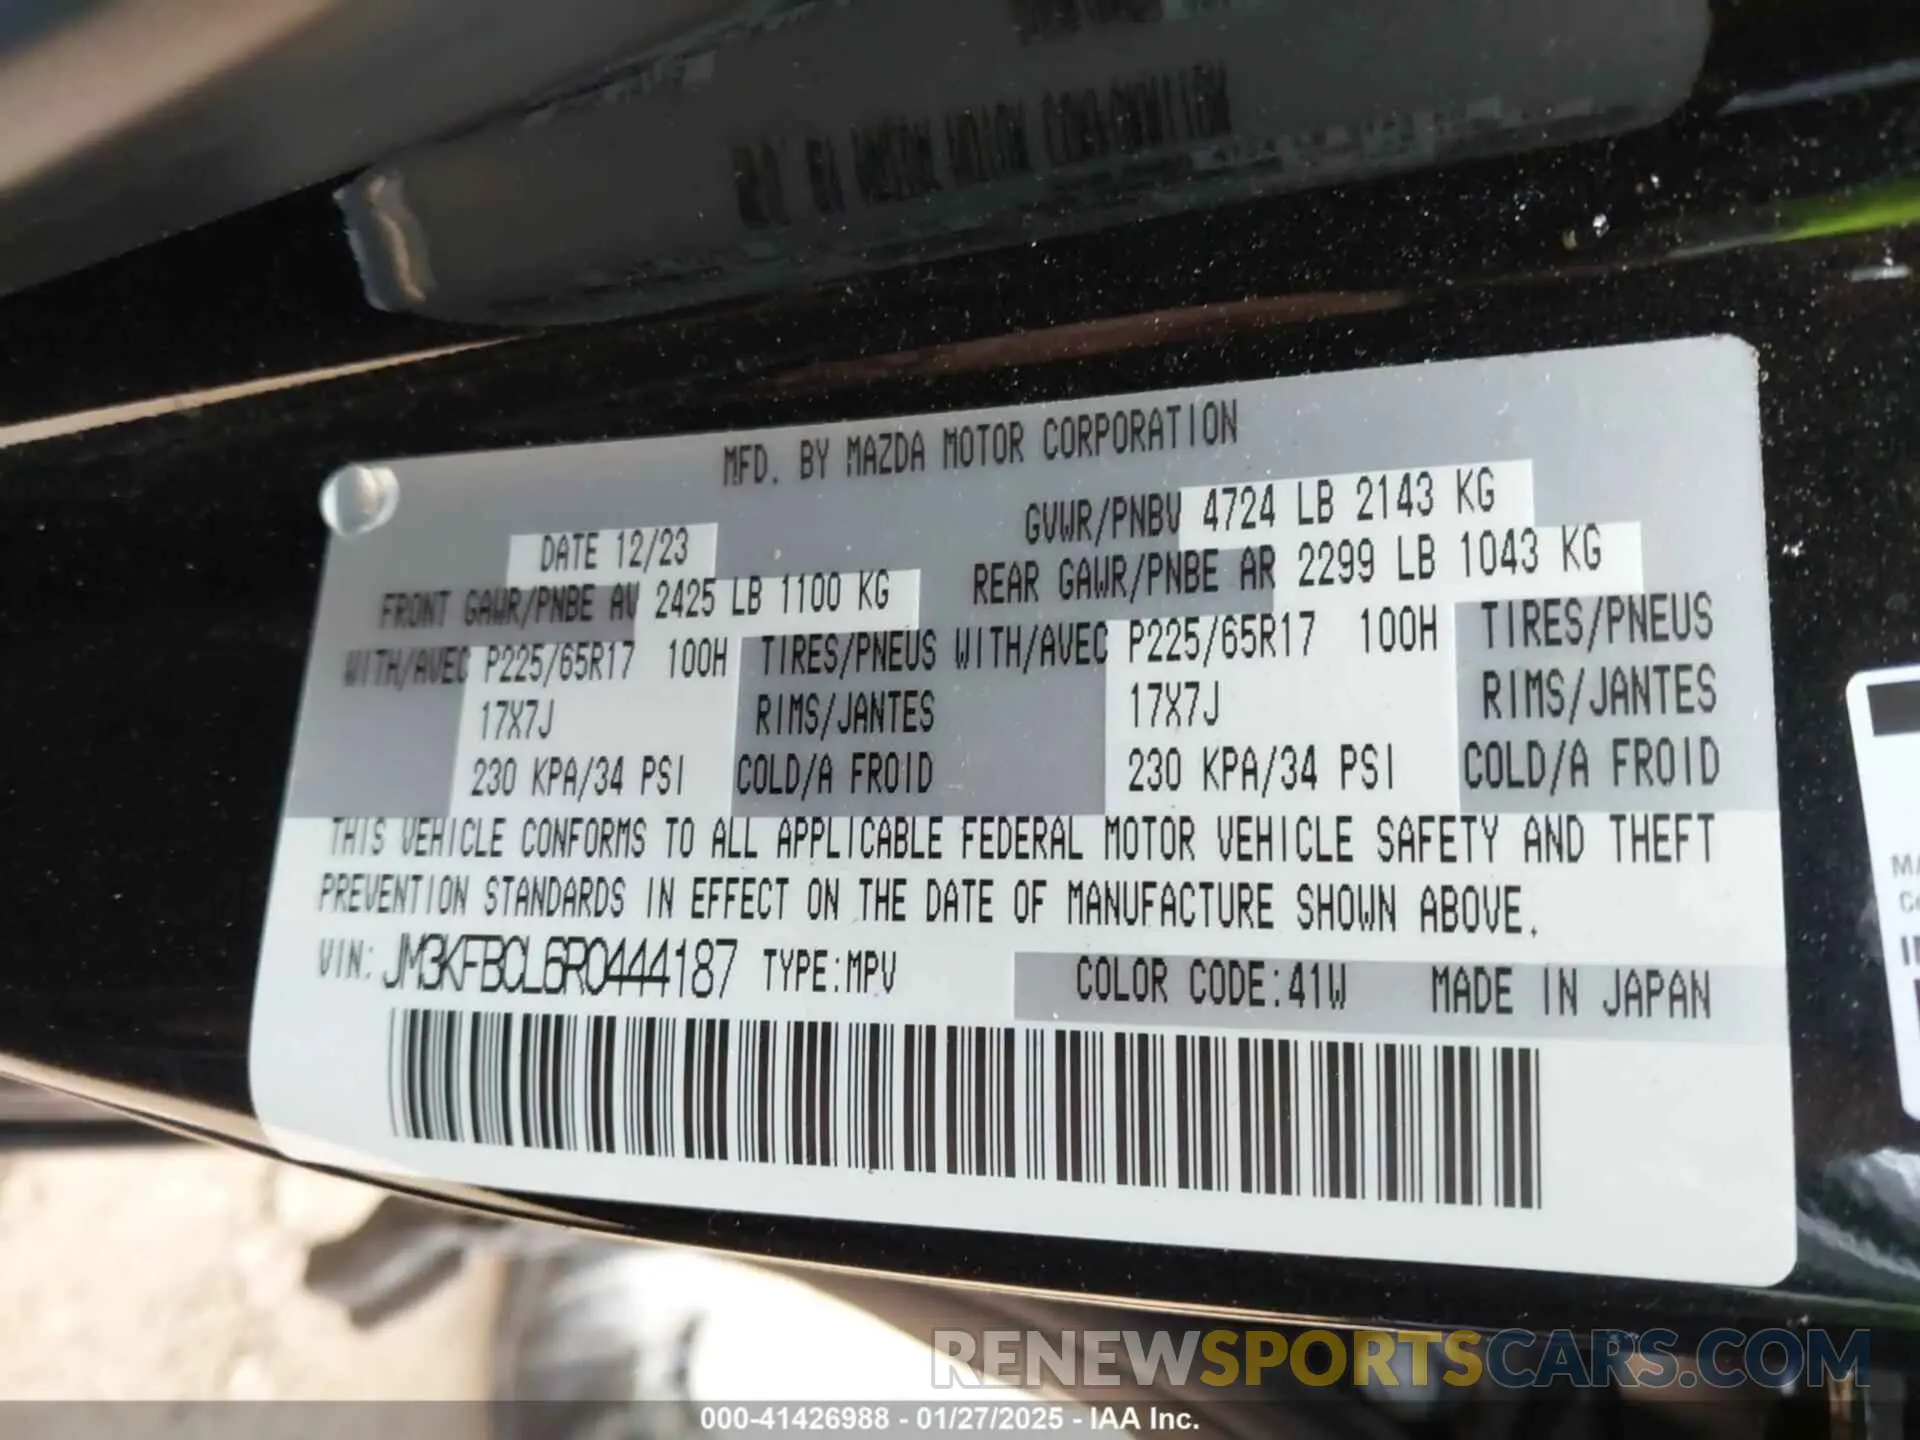 MFD. BY MAZDA MOTOR CORPORATION
DATE 12/23 GVWR/PNBV 4724 LB 2143 KG
FRONT GAWR/PNBE AV 2425 LB 1100 KG REAR GAWR/PNBE AR 2299 LB 1043 KG
WITH/AVEC P225/65R17 100H TIRES/PNEUS WITH/AVEC P225/65R17 100H TIRES/PNEUS
17X7J RIMS/JANTES 17X7J RIMS/JANTES
230 KPA/34 PSI COLD/A FROID 230 KPA/34 PSI COLD/A FROID
THIS VEHICLE CONFORMS TO ALL APPLICABLE FEDERAL MOTOR VEHICLE SAFETY AND THEFT
PREVENTION STANDARDS IN EFFECT ON THE DATE OF MANUFACTURE SHOWN ABOVE.
VIN: JM3KFBCL6R0444187 TYPE:MPV COLOR CODE:41W MADE IN JAPAN
RENEWSPORTSCARS.COM
000-41426988 - 01/27/2025 - IAA Inc.